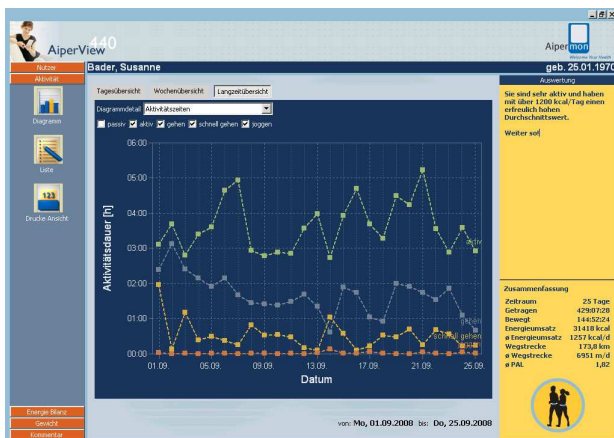 AiperView 440
Aipermon
Nutzer
Bader, Susanne
geb. 25.01.1970
Aktivität
Auswertung
Tagesübersicht Wochenübersicht Langzeitübersicht
Diagrammdetail Aktivitätszeiten
passiv aktiv gehen schnell gehen joggen
Diagramm
Liste
123
Drucke Ansicht
Sie sind sehr aktiv und haben
mit über 1200 kcal/Tag einen
erfreulich hohen
Durchschnittswert.
Weiter so!
Aktivitätsdauer [h]
06:00
05:00
04:00
03:00
02:00
01:00
00:00
aktiv
gehen
schnell gehen
01.09. 05.09. 09.09. 13.09. 17.09. 21.09. 25.09.
Datum
Zusammenfassung
Zeitraum 25 Tage
Getragen 429:07:28
Bewegt 144:52:24
Energieumsatz 31418 kcal
ø Energieumsatz 1257 kcal/d
Wegstrecke 173,8 km
ø Wegstrecke 6951 m/d
ø PAL 1,82
Energie Bilanz
Gewicht
Kommentar
von: Mo, 01.09.2008 bis: Do, 25.09.2008